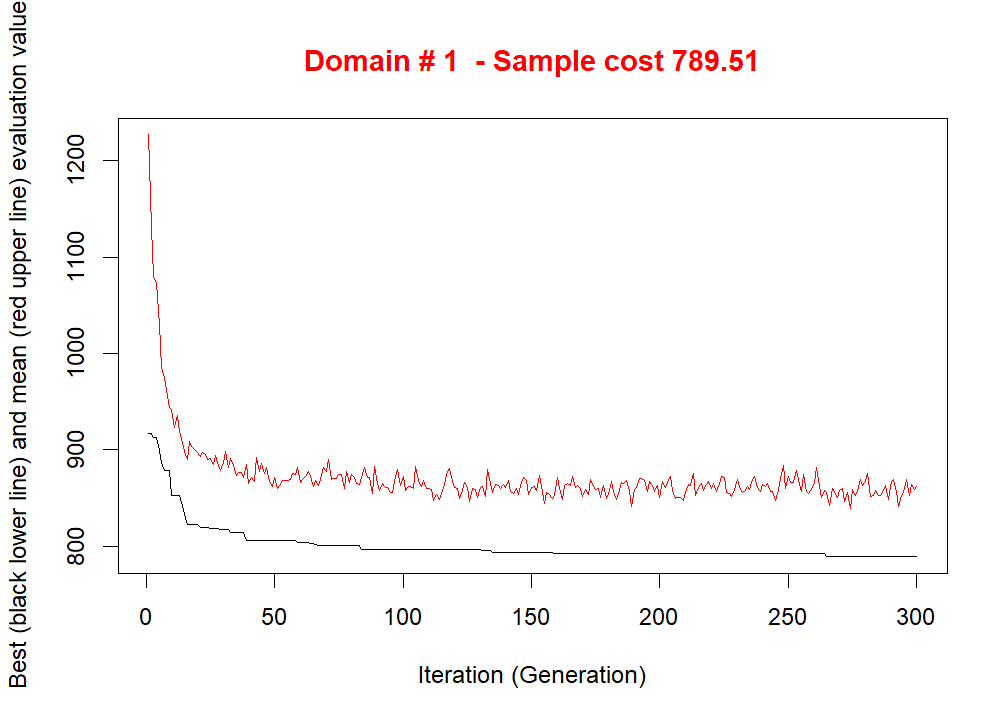 Domain # 1  - Sample cost 789.51
Best (black lower line) and mean (red upper line) evaluation value
1200
1100
1000
900
800
0 50 100 150 200 250 300
Iteration (Generation)